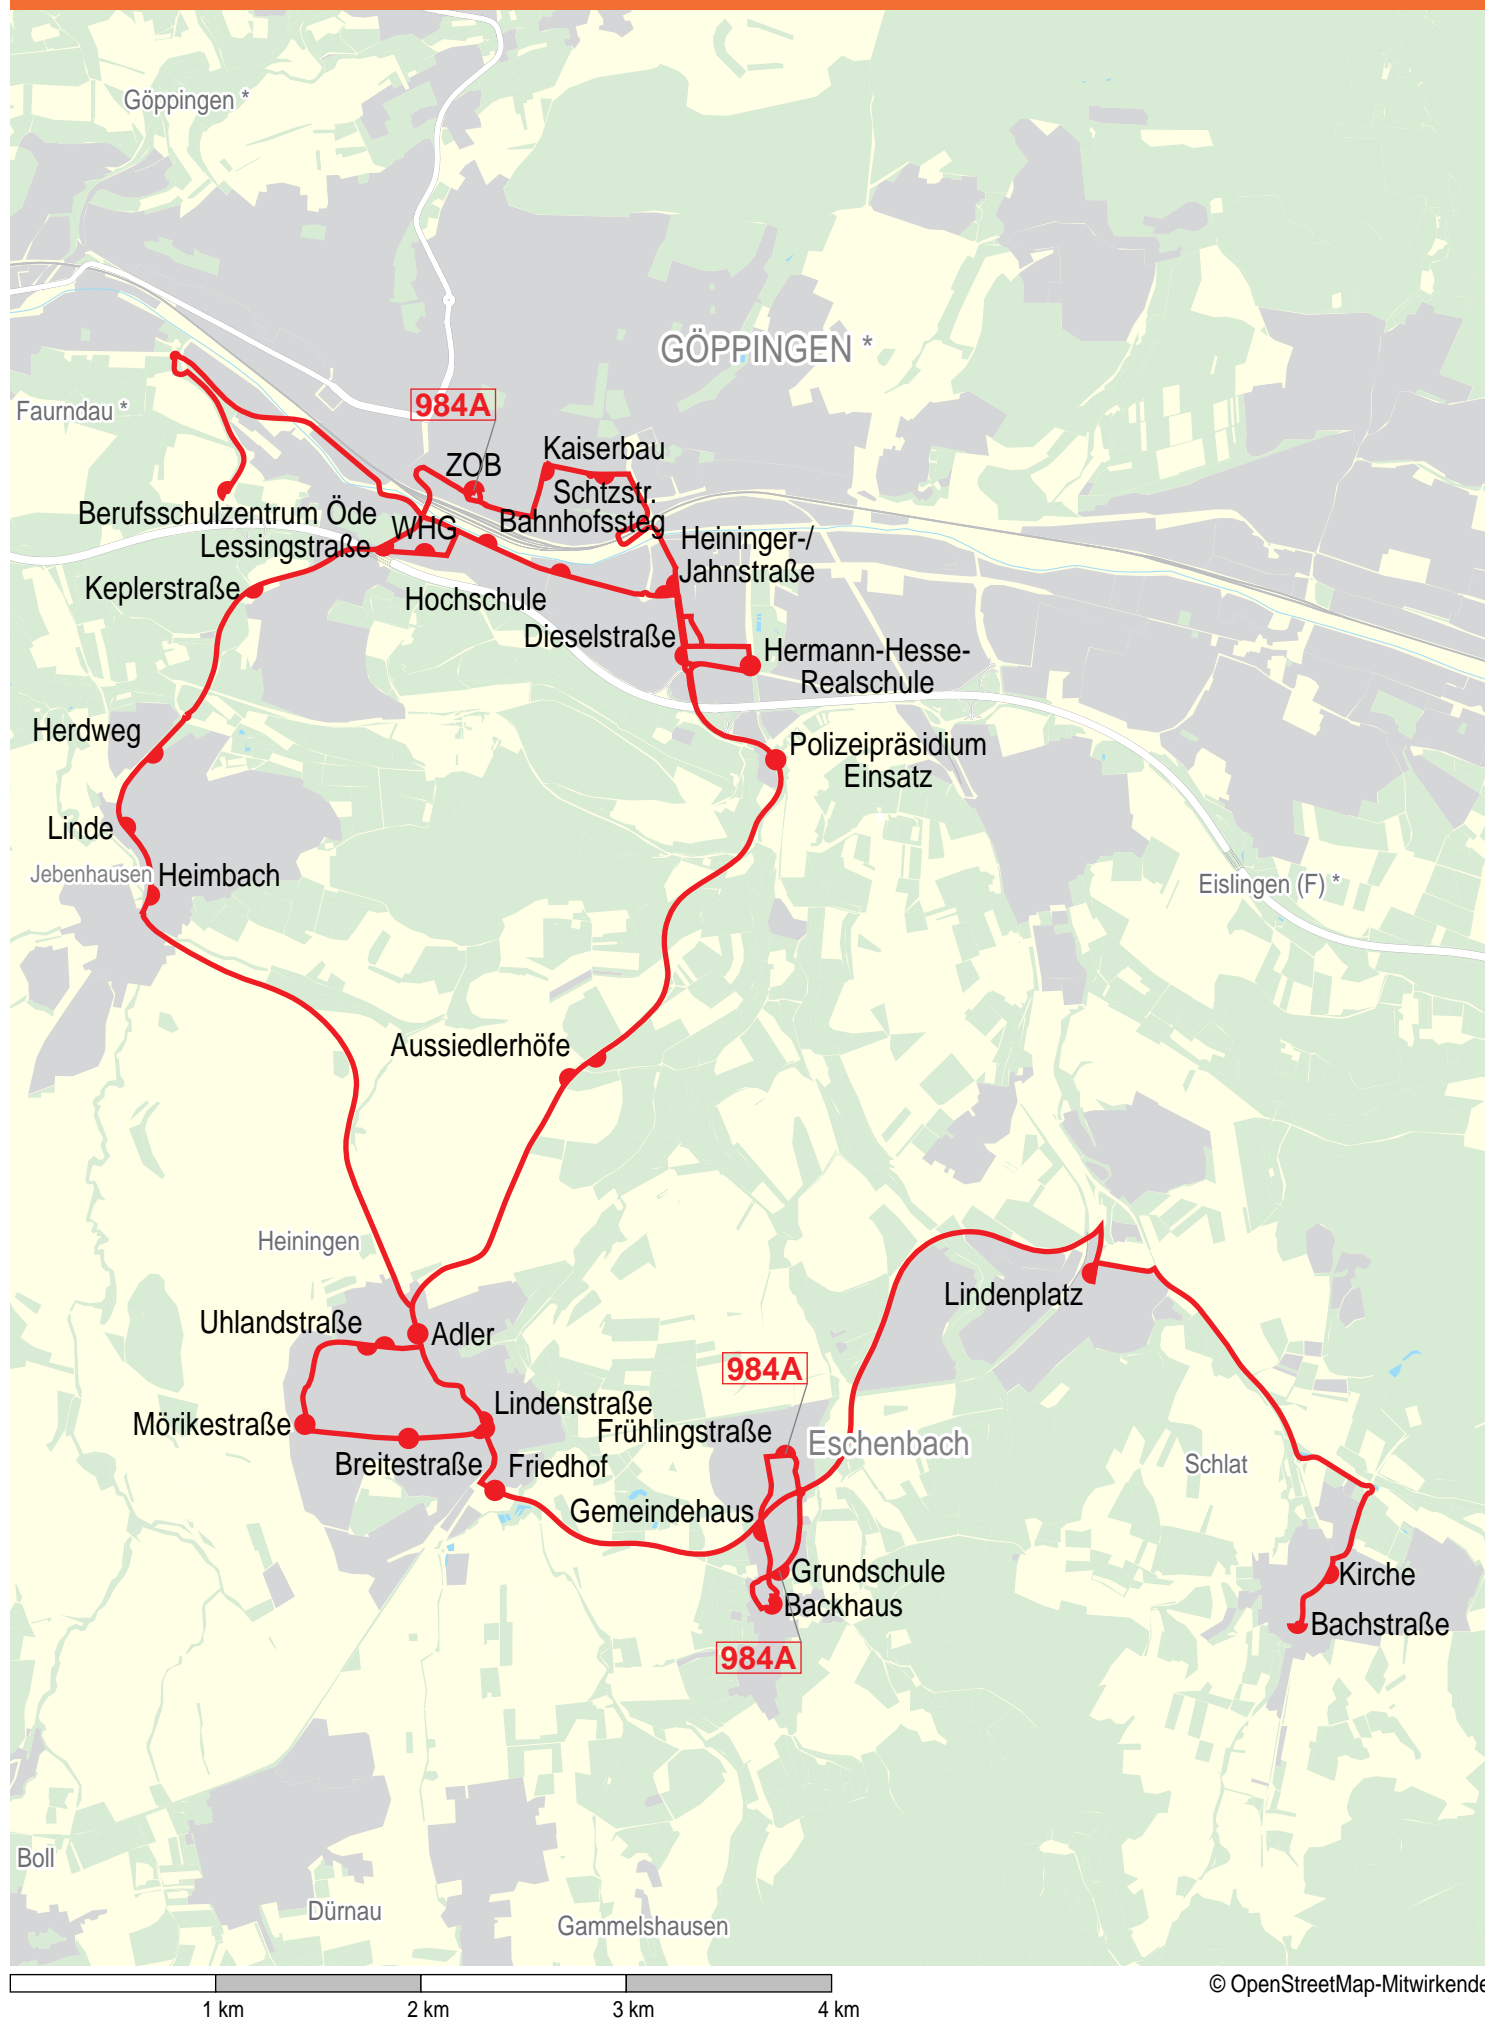 Göppingen *
GÖPPINGEN *
Faurndau *
984A
ZOB
Kaiserbau
Schtzstr.
Bahnhofssteg
Berufsschulzentrum Öde
WHG
Lessingstraße
Heininger-/
Jahnstraße
Keplerstraße
Hochschule
Dieselstraße
Hermann-Hesse-
Realschule
Herdweg
Polizeipräsidium
Einsatz
Linde
Jebenhausen
Heimbach
Eislingen (F) *
Aussiedlerhöfe
Heiningen
Lindenplatz
Uhlandstraße
Adler
984A
Lindenstraße
Mörikestraße
Frühlingstraße
Eschenbach
Breitestraße
Friedhof
Schlat
Gemeindehaus
Grundschule
Kirche
Backhaus
Bachstraße
984A
Boll
Dürnau
Gammelshausen
© OpenStreetMap-Mitwirkende
1 km
2 km
3 km
4 km